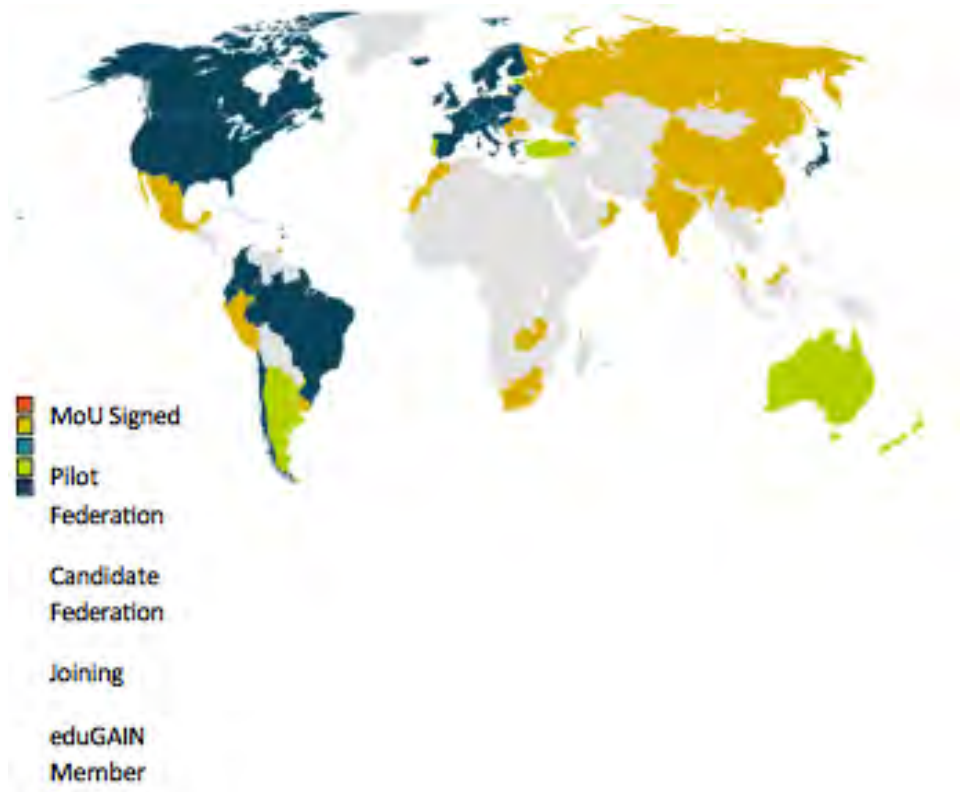 MoU Signed
Pilot
Federation
Candidate
Federation
Joining
eduGAIN
Member